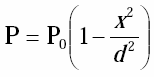 P = P₀(1 − x²/d²)